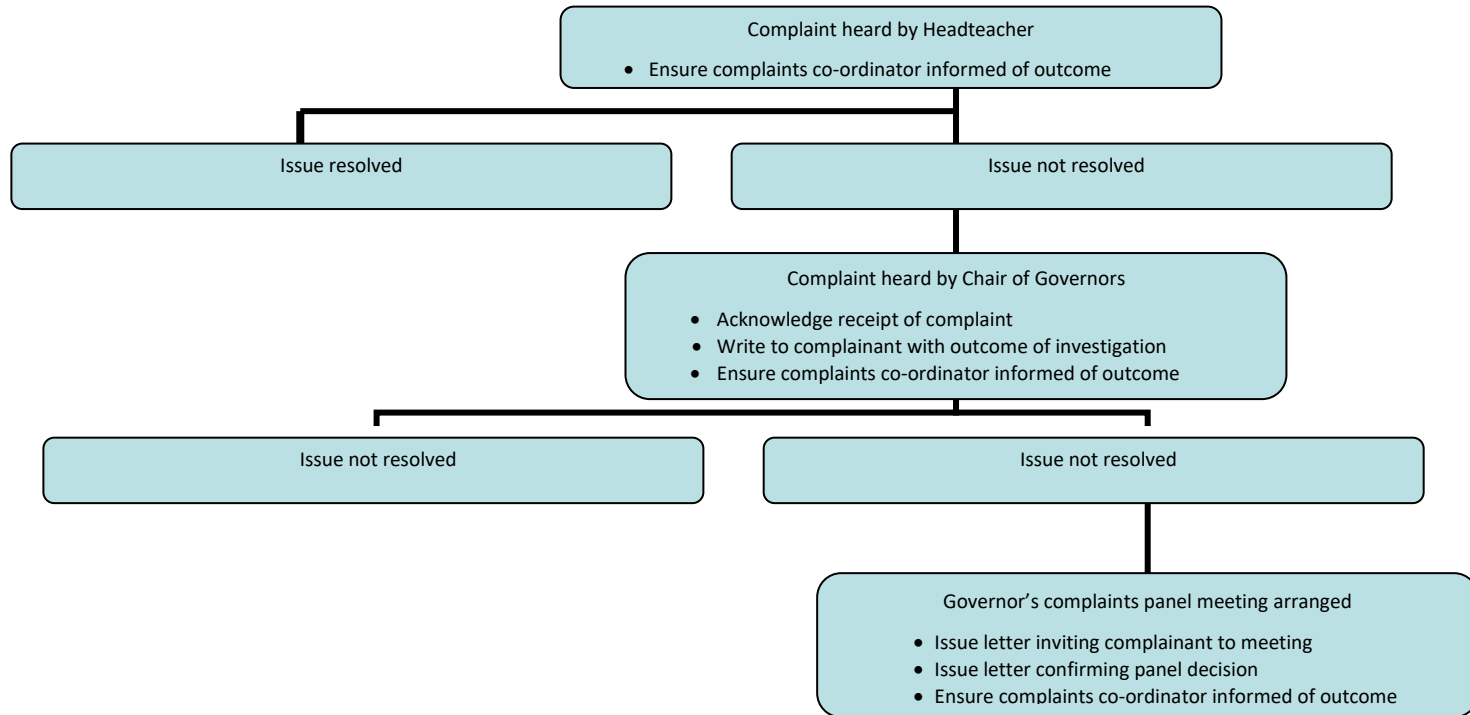 Complaint heard by Headteacher
• Ensure complaints co-ordinator informed of outcome
Issue resolved
Issue not resolved
Complaint heard by Chair of Governors
• Acknowledge receipt of complaint
• Write to complainant with outcome of investigation
• Ensure complaints co-ordinator informed of outcome
Issue not resolved
Issue not resolved
Governor’s complaints panel meeting arranged
• Issue letter inviting complainant to meeting
• Issue letter confirming panel decision
• Ensure complaints co-ordinator informed of outcome